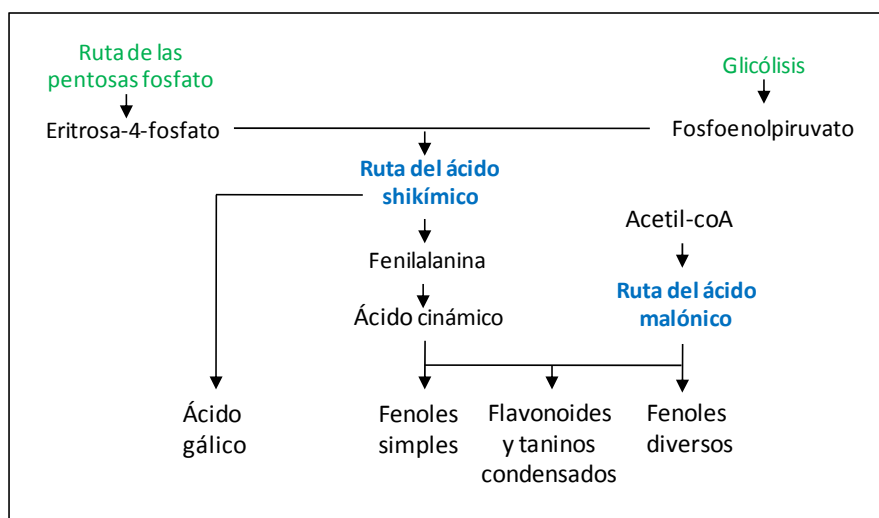 Ruta de las
pentosas fosfato
Glicólisis
Eritrosa-4-fosfato
Fosfoenolpiruvato
Ruta del ácido
shikímico
Acetil-coA
Fenilalanina
Ruta del ácido
malónico
Ácido cinámico
Ácido
gálico
Fenoles
simples
Flavonoides
y taninos
condensados
Fenoles
diversos